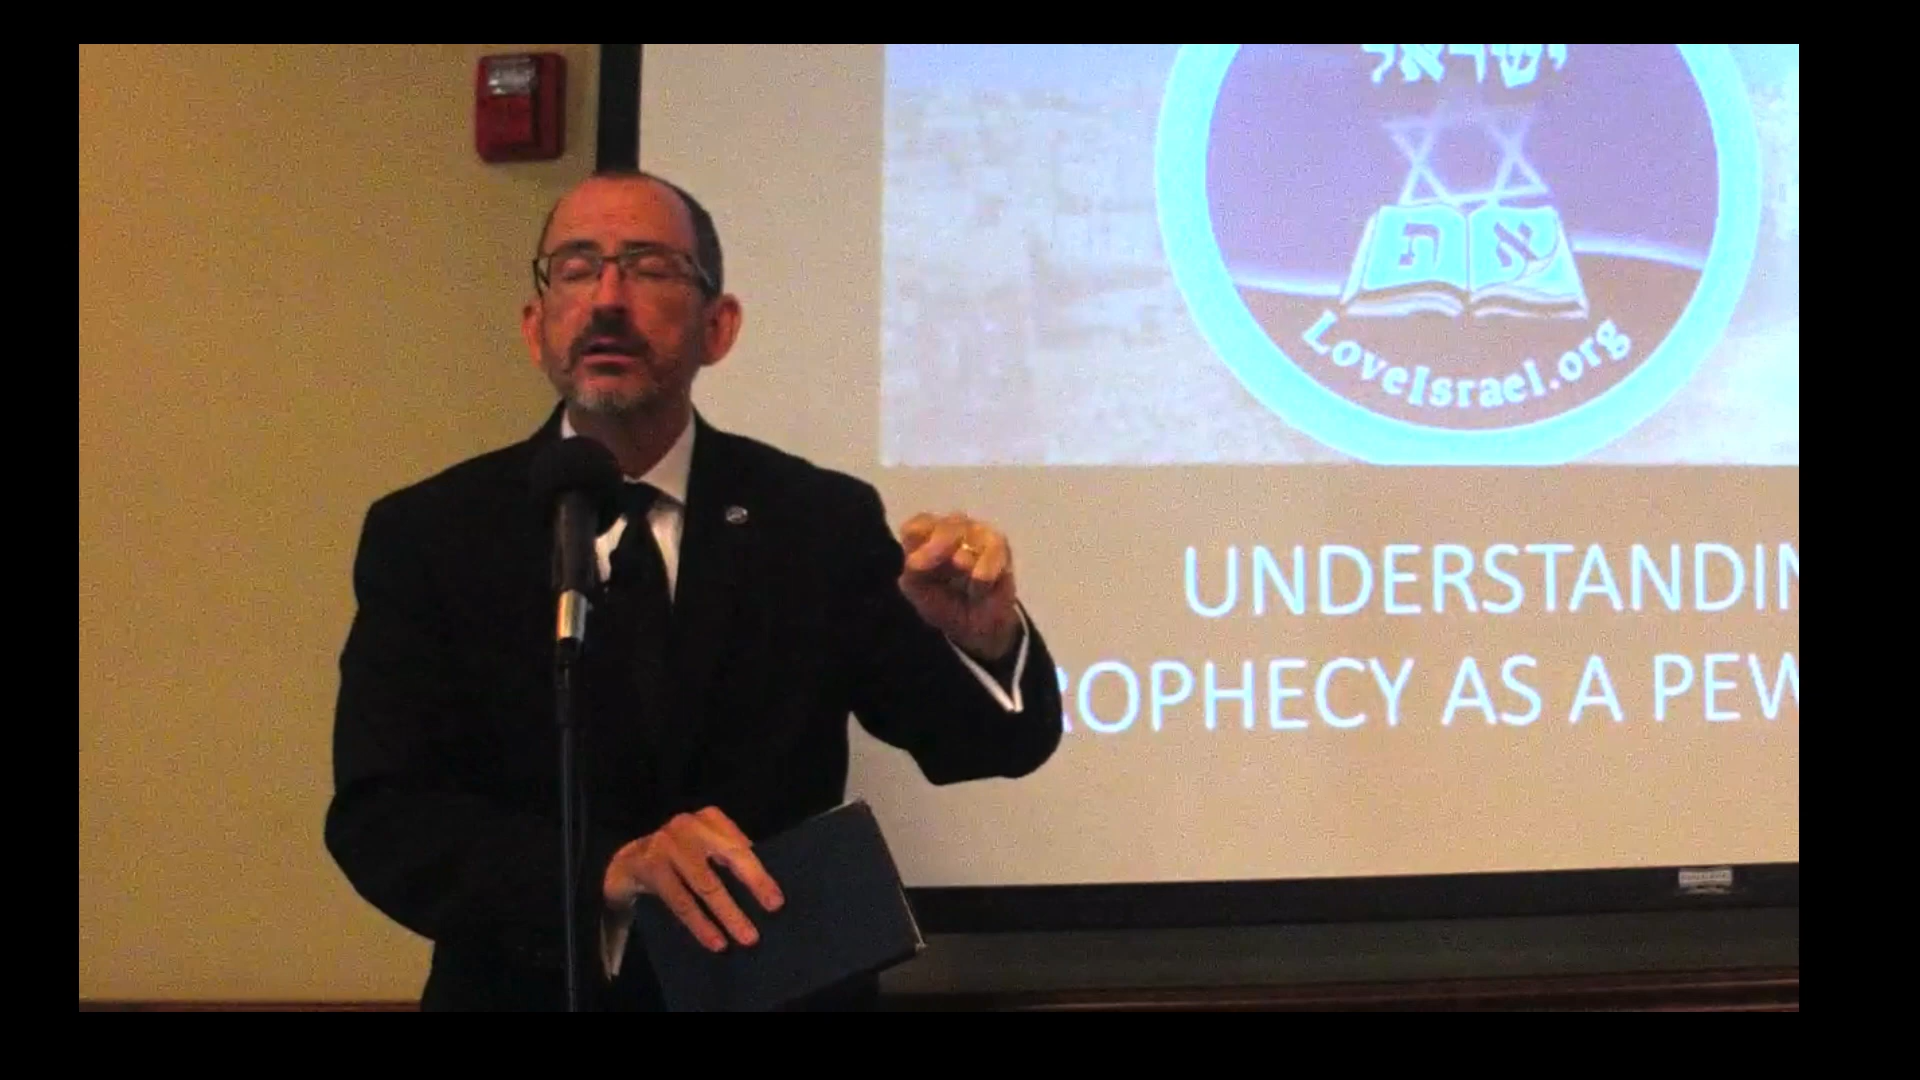 ישראל
ת א
LoveIsrael.org
UNDERSTANDIN
ROPHECY AS A PEW